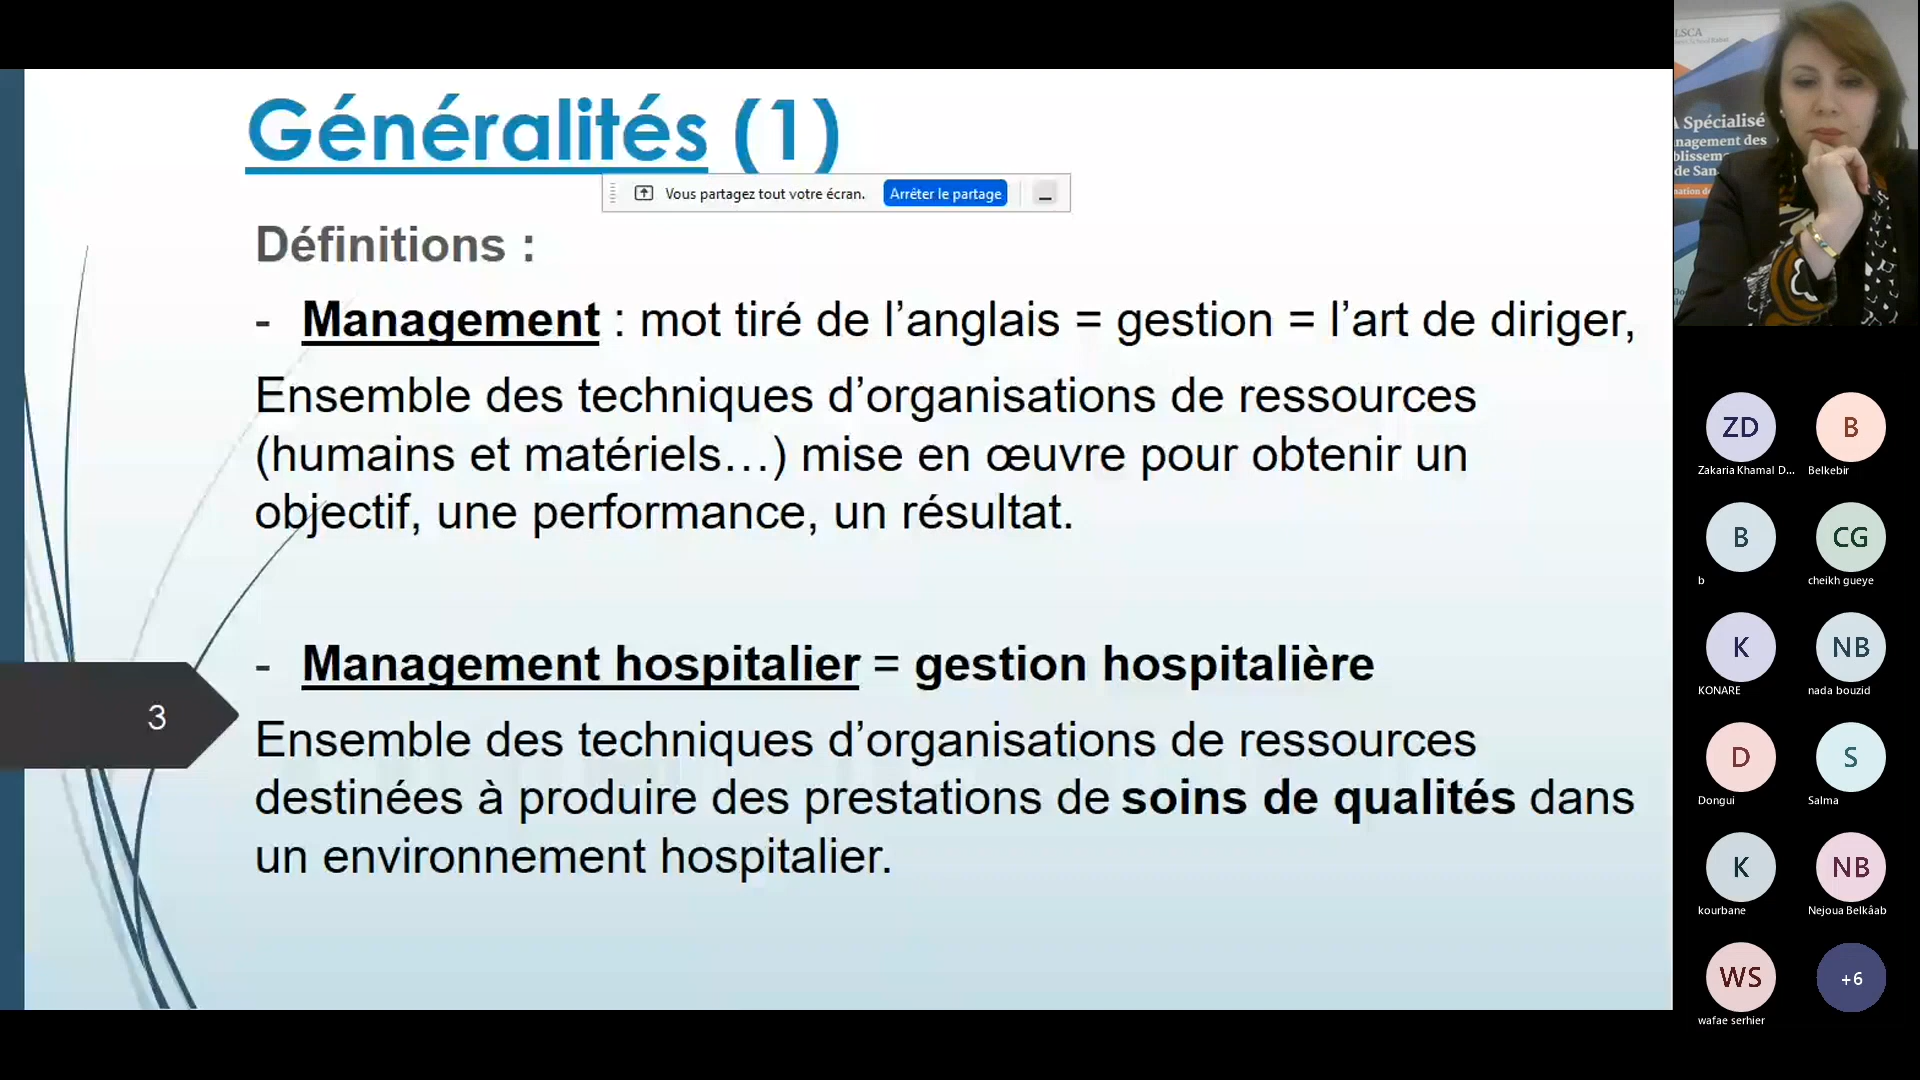 Généralités (1)
Vous partagez tout votre écran.
Arrêter le partage
Définitions :
- Management : mot tiré de l’anglais = gestion = l’art de diriger,
Ensemble des techniques d’organisations de ressources
(humains et matériels…) mise en œuvre pour obtenir un
objectif, une performance, un résultat.
- Management hospitalier = gestion hospitalière
3
Ensemble des techniques d’organisations de ressources
destinées à produire des prestations de soins de qualités dans
un environnement hospitalier.
LSCA
A Spécialisé
nagement des
blissem
de San
ZD
Zakaria Khamal D...
B
Belkebir
B
b
CG
cheikh gueye
K
KONARE
NB
nada bouzid
D
Dongui
S
Salma
K
kourbane
NB
Nejoua Belkâab
WS
wafae serhier
+6